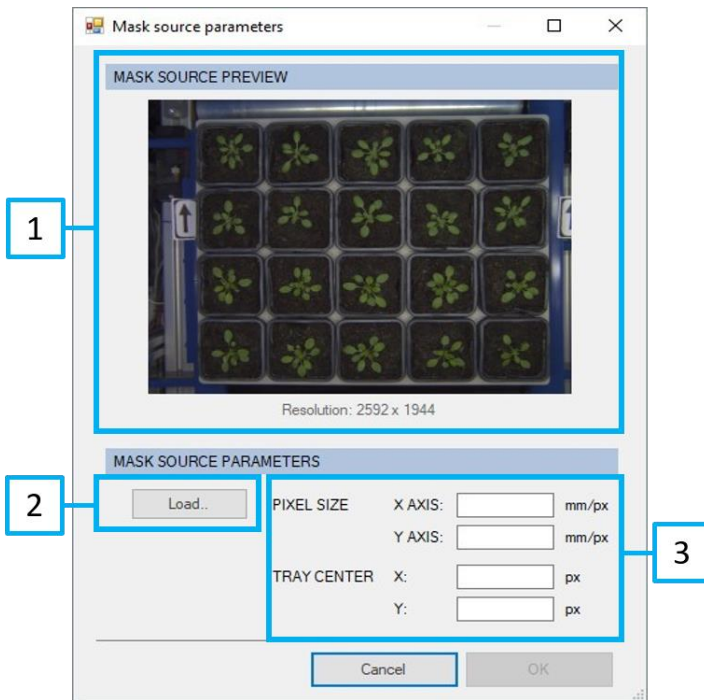 Mask source parameters
MASK SOURCE PREVIEW
1
Resolution: 2592 x 1944
MASK SOURCE PARAMETERS
2
Load..
PIXEL SIZE X AXIS: mm/px
Y AXIS: mm/px
3
TRAY CENTER X: px
Y: px
Cancel OK